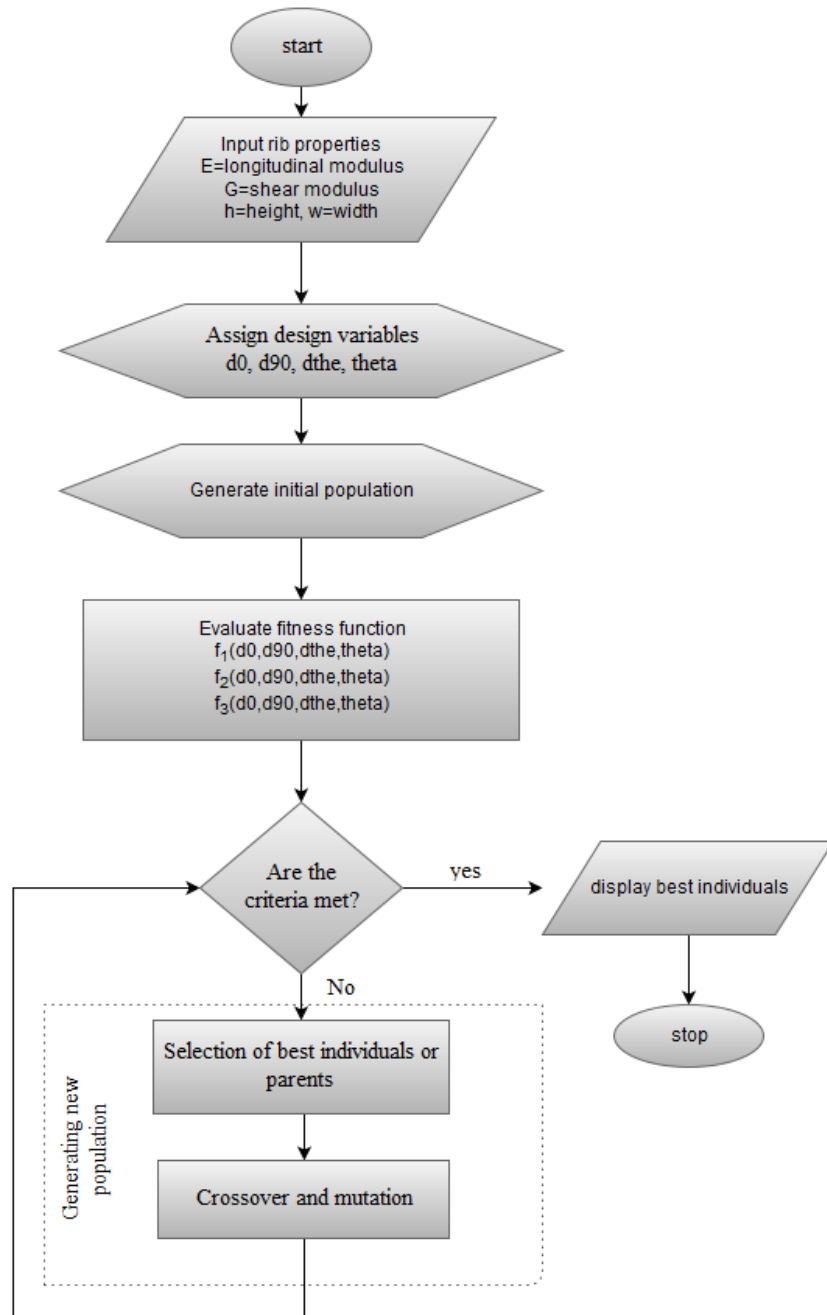 start
Input rib properties
E=longitudinal modulus
G=shear modulus
h=height, w=width
Assign design variables
d0, d90, dthe, theta
Generate initial population
Evaluate fitness function
f₁(d0,d90,dthe,theta)
f₂(d0,d90,dthe,theta)
f₃(d0,d90,dthe,theta)
Are the
criteria met?
yes
display best individuals
stop
No
Generating new
population
Selection of best individuals or
parents
Crossover and mutation